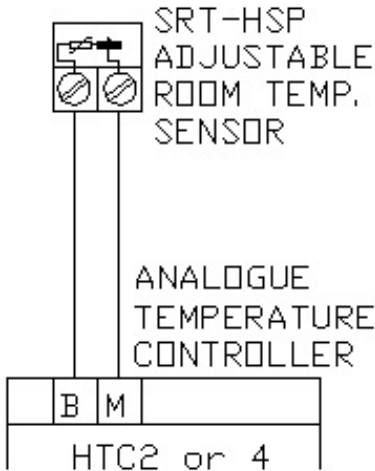 SRT-HSP
ADJUSTABLE
ROOM TEMP.
SENSOR
ANALOGUE
TEMPERATURE
CONTROLLER
B M
HTC2 or 4